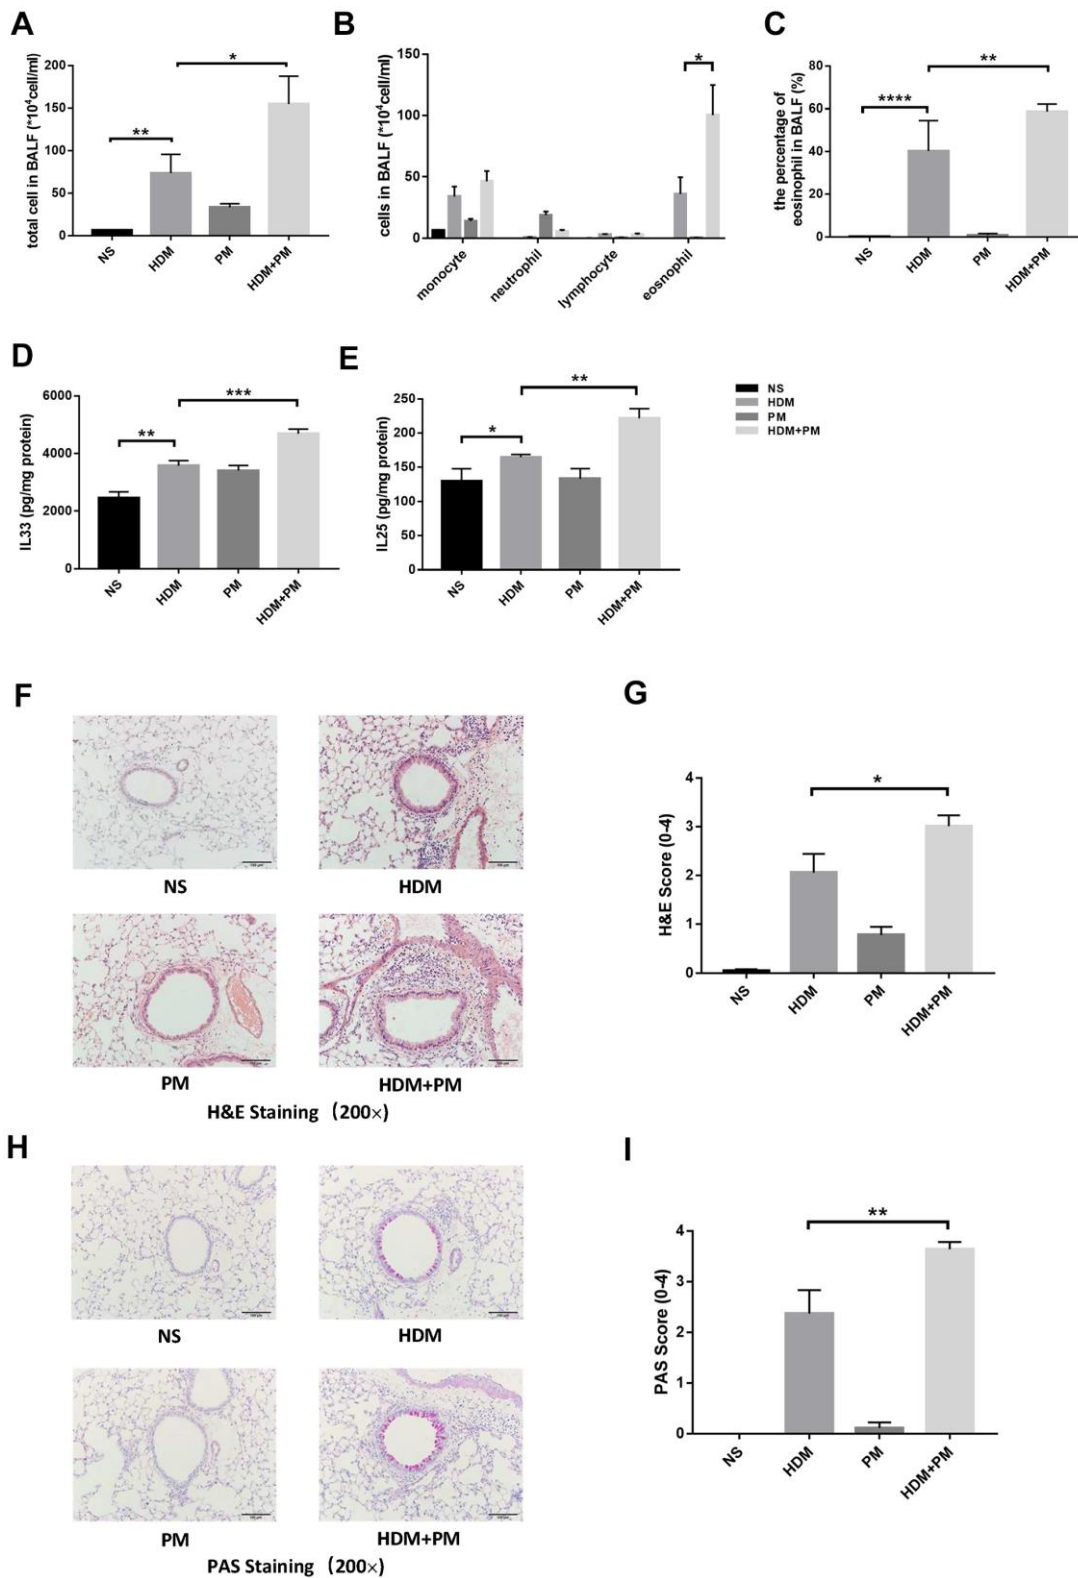 A
total cell in BALF (*10⁴cell/ml)
200
150
100
50
0
**
*
NS
HDM
PM
HDM+PM
B
cells in BALF (*10⁴cell/ml)
150
100
50
0
*
monocyte
neutrophil
lymphocyte
eosnophil
C
the percentage of
eosinophil in BALF (%)
80
60
40
20
0
****
**
NS
HDM
PM
HDM+PM
D
IL33 (pg/mg protein)
6000
4000
2000
0
**
***
NS
HDM
PM
HDM+PM
E
IL25 (pg/mg protein)
250
200
150
100
50
0
*
**
NS
HDM
PM
HDM+PM
NS
HDM
PM
HDM+PM
F
NS
HDM
PM
HDM+PM
H&E Staining (200×)
G
H&E Score (0-4)
4
3
2
1
0
*
NS
HDM
PM
HDM+PM
H
NS
HDM
PM
HDM+PM
PAS Staining (200×)
I
PAS Score (0-4)
4
3
2
1
0
**
NS
HDM
PM
HDM+PM